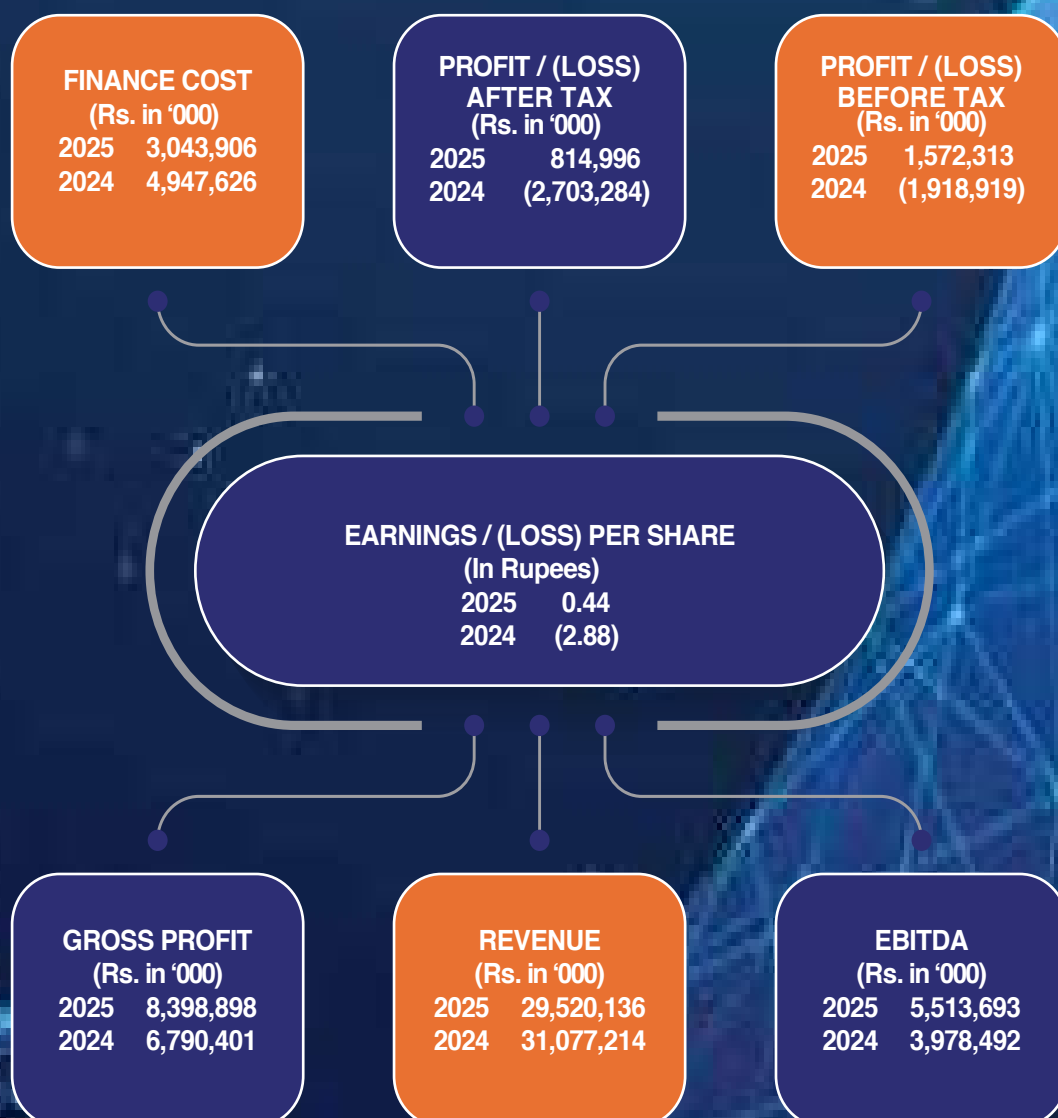 FINANCE COST
(Rs. in ‘000)
2025 3,043,906
2024 4,947,626
PROFIT / (LOSS)
AFTER TAX
(Rs. in ‘000)
2025 814,996
2024 (2,703,284)
PROFIT / (LOSS)
BEFORE TAX
(Rs. in ‘000)
2025 1,572,313
2024 (1,918,919)
EARNINGS / (LOSS) PER SHARE
(In Rupees)
2025 0.44
2024 (2.88)
GROSS PROFIT
(Rs. in ‘000)
2025 8,398,898
2024 6,790,401
REVENUE
(Rs. in ‘000)
2025 29,520,136
2024 31,077,214
EBITDA
(Rs. in ‘000)
2025 5,513,693
2024 3,978,492